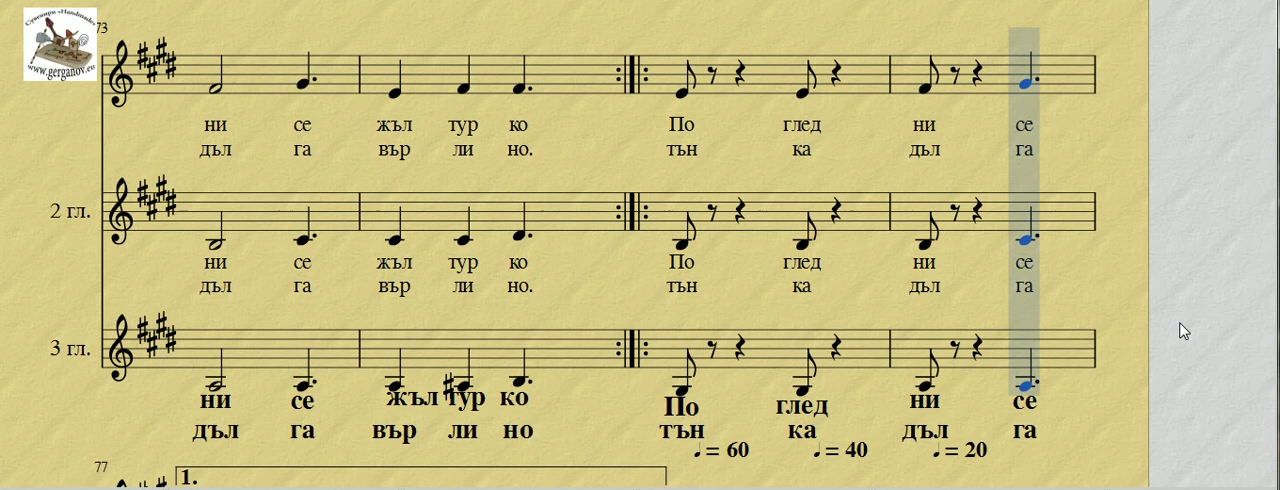 Сувенири «Handmade»
www.gerganov.eu
73
ни се жъл тур ко По глед ни се
дъл га вър ли но. тън ка дъл га
2 гл.
ни се жъл тур ко По глед ни се
дъл га вър ли но. тън ка дъл га
3 гл.
ни се жъл тур ко По глед ни се
дъл га вър ли но тън ка дъл га
♩ = 60 ♩ = 40 ♩ = 20
77
1.